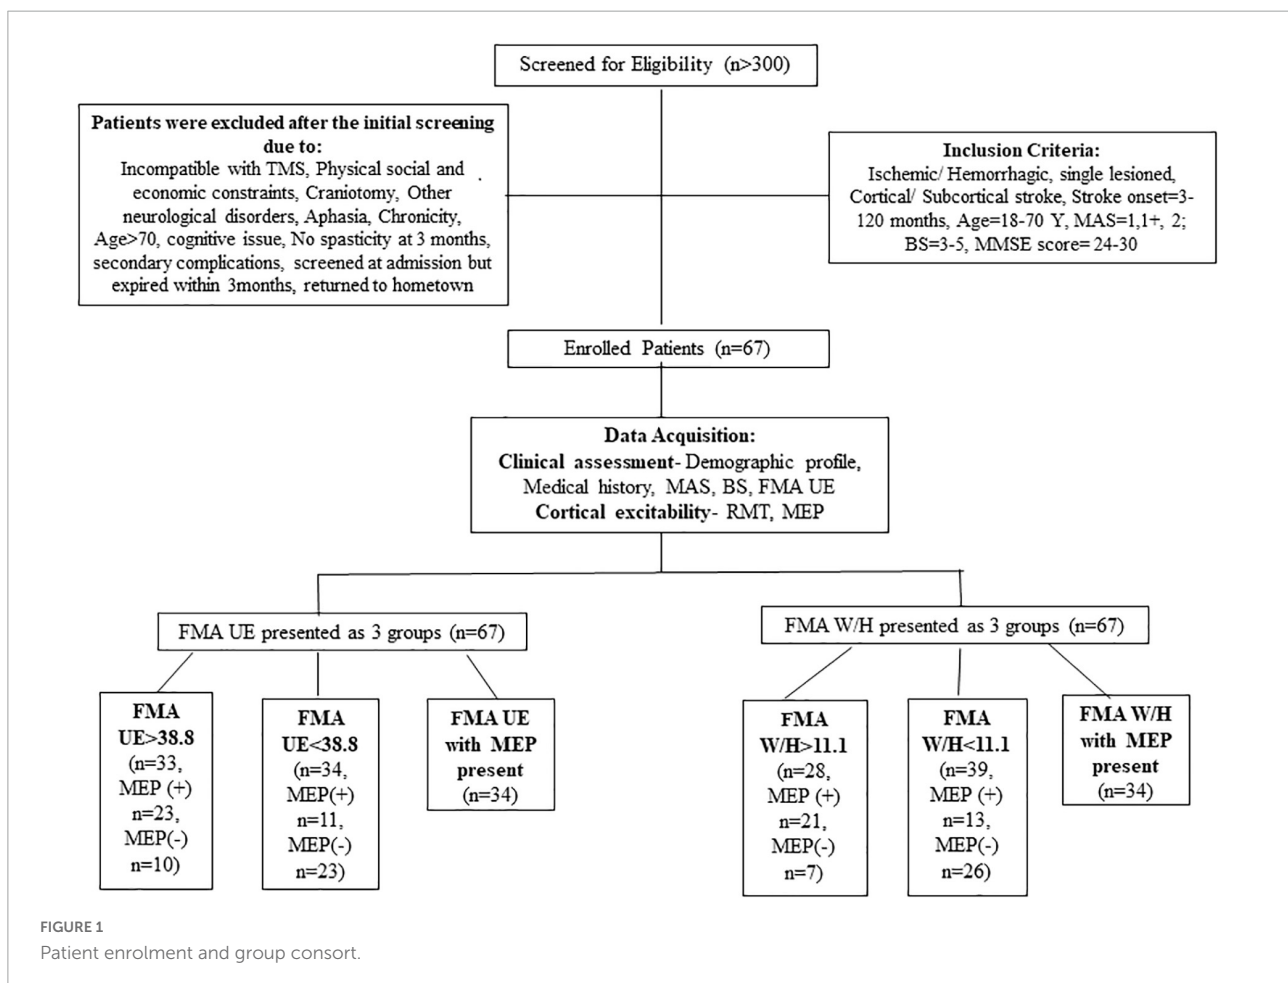 Screened for Eligibility (n>300)
Patients were excluded after the initial screening
due to:
Incompatible with TMS, Physical social and
economic constraints, Craniotomy, Other
neurological disorders, Aphasia, Chronicity,
Age>70, cognitive issue, No spasticity at 3 months,
secondary complications, screened at admission but
expired within 3months, returned to hometown
Inclusion Criteria:
Ischemic/ Hemorrhagic, single lesioned,
Cortical/ Subcortical stroke, Stroke onset=3-
120 months, Age=18-70 Y, MAS=1,1+, 2;
BS=3-5, MMSE score= 24-30
Enrolled Patients (n=67)
Data Acquisition:
Clinical assessment- Demographic profile,
Medical history, MAS, BS, FMA UE
Cortical excitability- RMT, MEP
FMA UE presented as 3 groups (n=67)
FMA W/H presented as 3 groups (n=67)
FMA
UE>38.8
(n=33,
MEP (+)
n=23,
MEP(-)
n=10)
FMA
UE<38.8
(n=34,
MEP(+)
n=11,
MEP(-)
n=23)
FMA UE
with MEP
present
(n=34)
FMA
W/H>11.1
(n=28,
MEP (+)
n=21,
MEP(-)
n=7)
FMA
W/H<11.1
(n=39,
MEP (+)
n=13,
MEP(-)
n=26)
FMA W/H
with MEP
present
(n=34)
FIGURE 1
Patient enrolment and group consort.